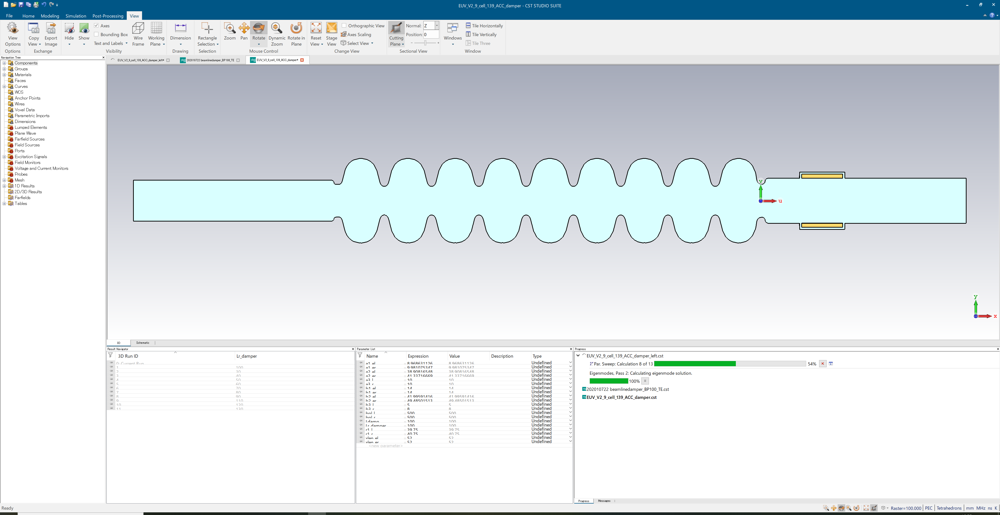 EUV_V2_9_cell_139_ACC_damper - CST STUDIO SUITE
File Home Modeling Simulation Post-Processing View
View Options
Copy View
Export Image
Hide
Show
Axes
Bounding Box
Text and Labels
Wire Frame
Working Plane
Dimension
Rectangle Selection
Zoom
Pan
Rotate
Dynamic Zoom
Rotate in Plane
Reset View
Stage View
Orthographic View
Axes Scaling
Select View
Cutting Plane
Normal: Z
Position: 0
Windows
Tile Horizontally
Tile Vertically
Tile Three
Options Exchange Visibility Drawing Selection Mouse Control Change View Sectional View Window
Navigation Tree
Components
Groups
Materials
Faces
Curves
WCS
Anchor Points
Wires
Voxel Data
Parametric Imports
Dimensions
Lumped Elements
Plane Wave
Farfield Sources
Field Sources
Ports
Excitation Signals
Field Monitors
Voltage and Current Monitors
Probes
Mesh
1D Results
2D/3D Results
Farfields
Tables
EUV_V2_9_cell_139_ACC_damper_left* 202010722 beamlinedamper_BP100_TE EUV_V2_9_cell_139_ACC_damper*
v
w u
y
z x
3D Schematic
Result Navigator
3D Run ID Lr_damper
0: Current Run
1 100
2 30
3 40
4 50
5 60
6 70
7 80
8 90
9 110
10 120
11 130
Parameter List
Name Expression Value Description Type
a1_el = 8.968631126 8.968631126 Undefined
a1_er = 9.981075347 9.981075347 Undefined
a2_el = 38.90816548 38.90816548 Undefined
a2_er = 41.33716669 41.33716669 Undefined
a3_l = 10 10 Undefined
a3_r = 10 10 Undefined
b1_el = 14 14 Undefined
b1_er = 14 14 Undefined
b2_el = 41.99591416 41.99591416 Undefined
b2_er = 49.48501513 49.48501513 Undefined
b3_l = 5 5 Undefined
b3_r = 8 8 Undefined
bpl_l = 500 500 Undefined
bpl_r = 500 500 Undefined
Ldamp = 100 100 Undefined
Lr_damper = 100 100 Undefined
r1_l = 39.75 39.75 Undefined
r1_r = 40.75 40.75 Undefined
xlen_el = 52 52 Undefined
xlen_er = 52 52 Undefined
<new parameter>
Progress
EUV_V2_9_cell_139_ACC_damper_left.cst
Par. Sweep: Calculation 8 of 13 54%
Eigenmodes, Pass 2: Calculating eigenmode solution.
100%
202010722 beamlinedamper_BP100_TE.cst
EUV_V2_9_cell_139_ACC_damper.cst
Progress Messages
Ready
Raster=100.000 PEC Tetrahedrons mm MHz ns K